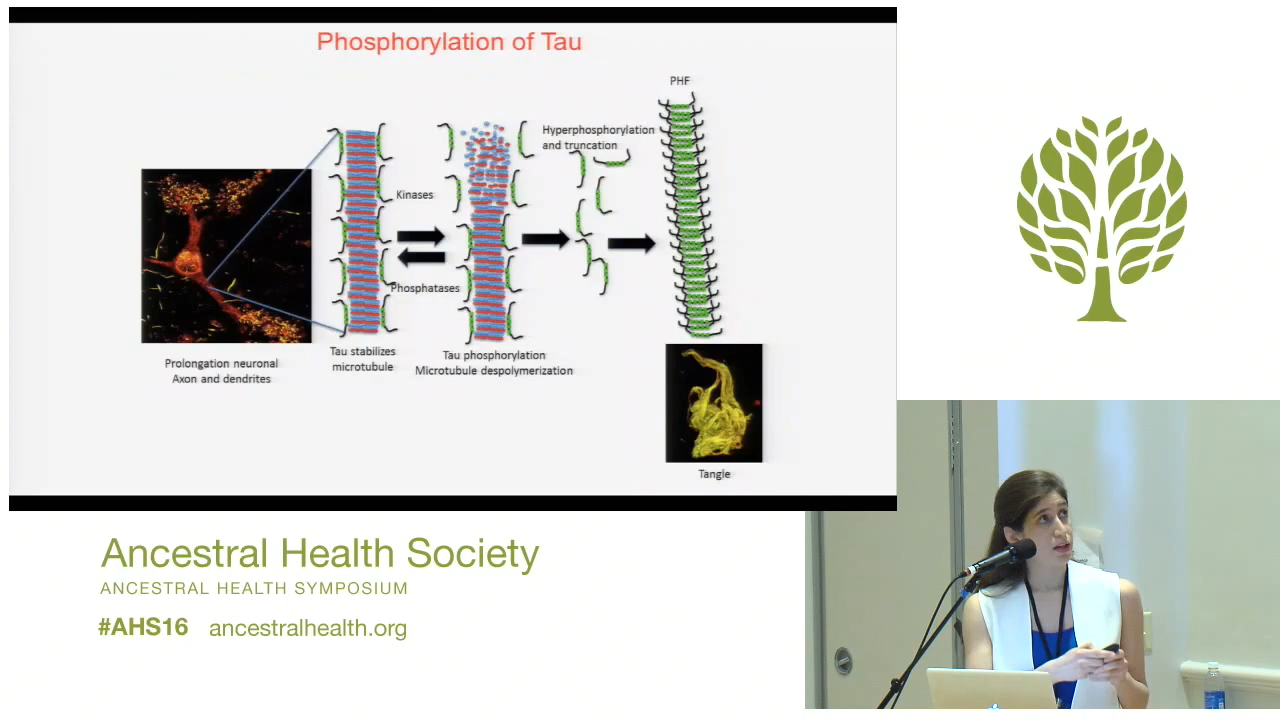 Phosphorylation of Tau
PHF
Hyperphosphorylation
and truncation
Kinases
Phosphatases
Prolongation neuronal
Axon and dendrites
Tau stabilizes
microtubule
Tau phosphorylation
Microtubule despolymerization
Tangle
Ancestral Health Society
ANCESTRAL HEALTH SYMPOSIUM
#AHS16 ancestralhealth.org